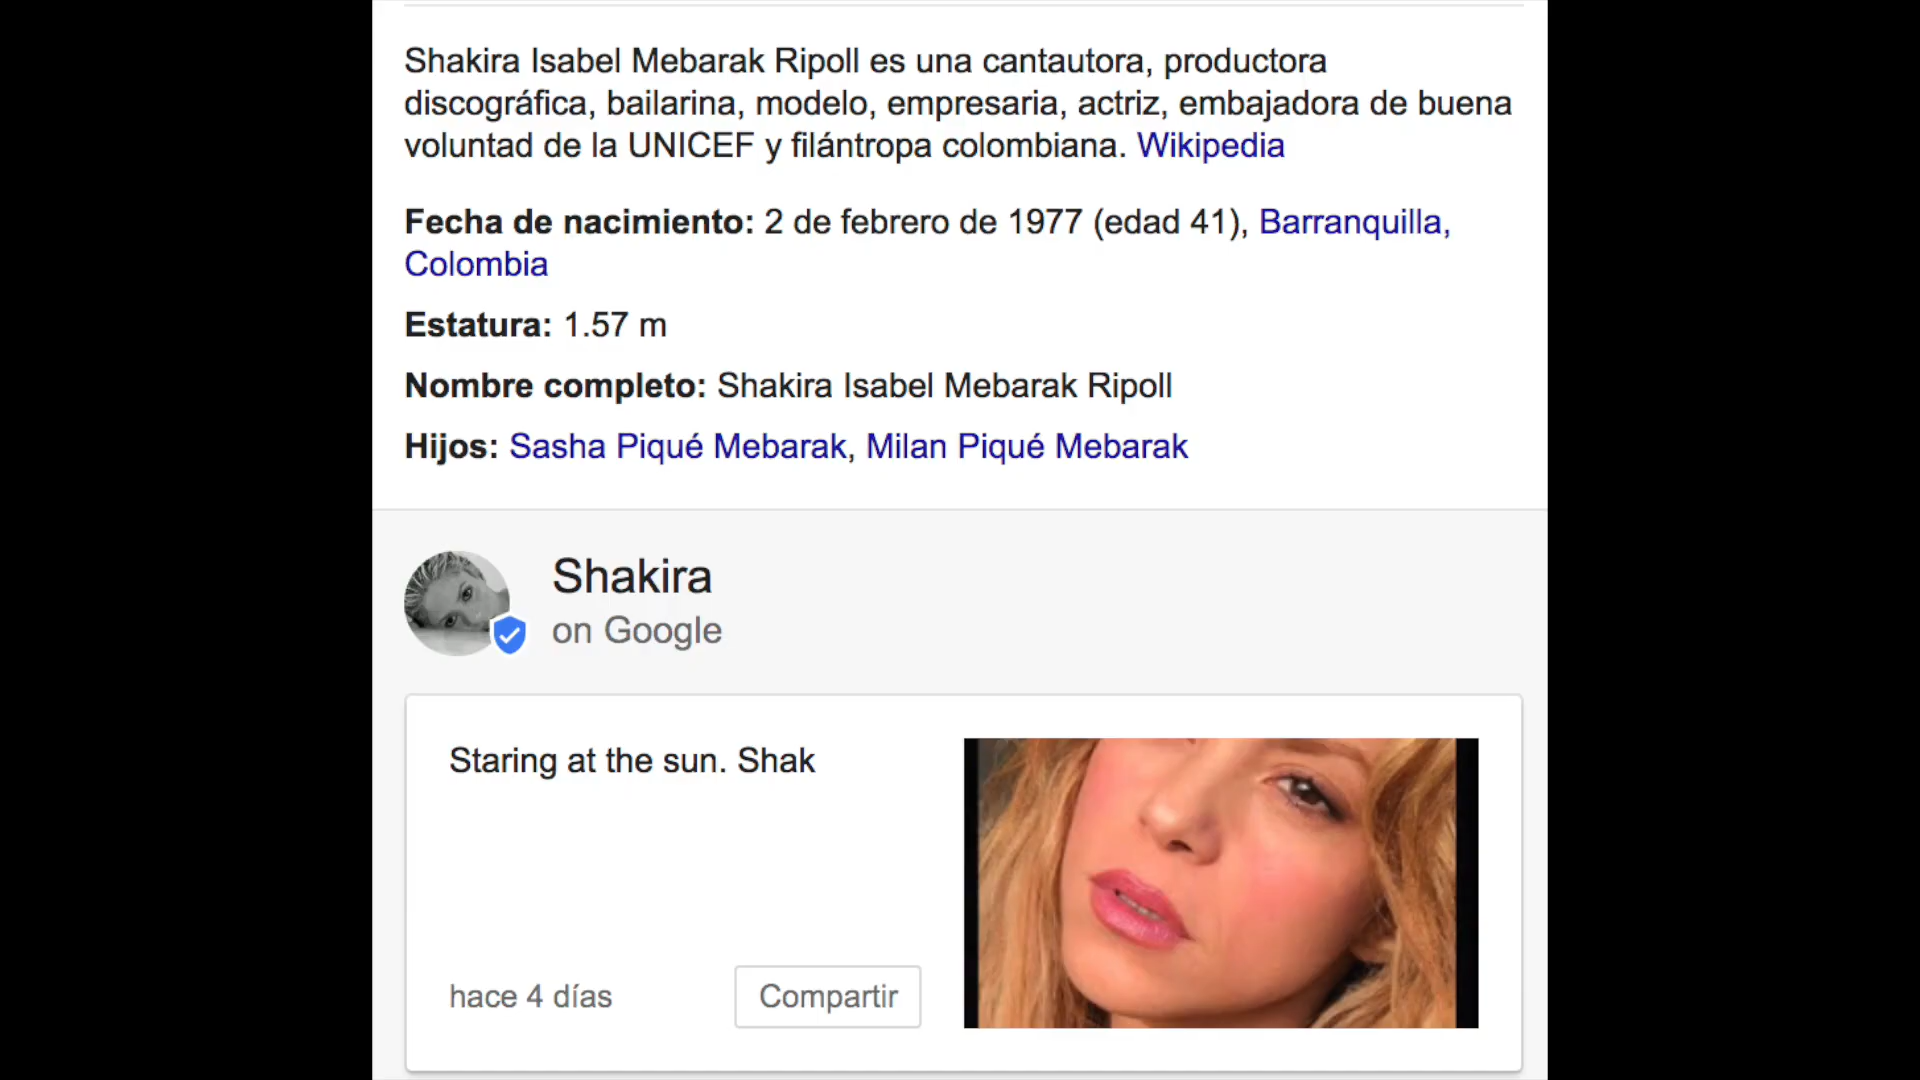 Shakira Isabel Mebarak Ripoll es una cantautora, productora
discográfica, bailarina, modelo, empresaria, actriz, embajadora de buena
voluntad de la UNICEF y filántropa colombiana. Wikipedia
Fecha de nacimiento: 2 de febrero de 1977 (edad 41), Barranquilla,
Colombia
Estatura: 1.57 m
Nombre completo: Shakira Isabel Mebarak Ripoll
Hijos: Sasha Piqué Mebarak, Milan Piqué Mebarak
Shakira
on Google
Staring at the sun. Shak
hace 4 días
Compartir